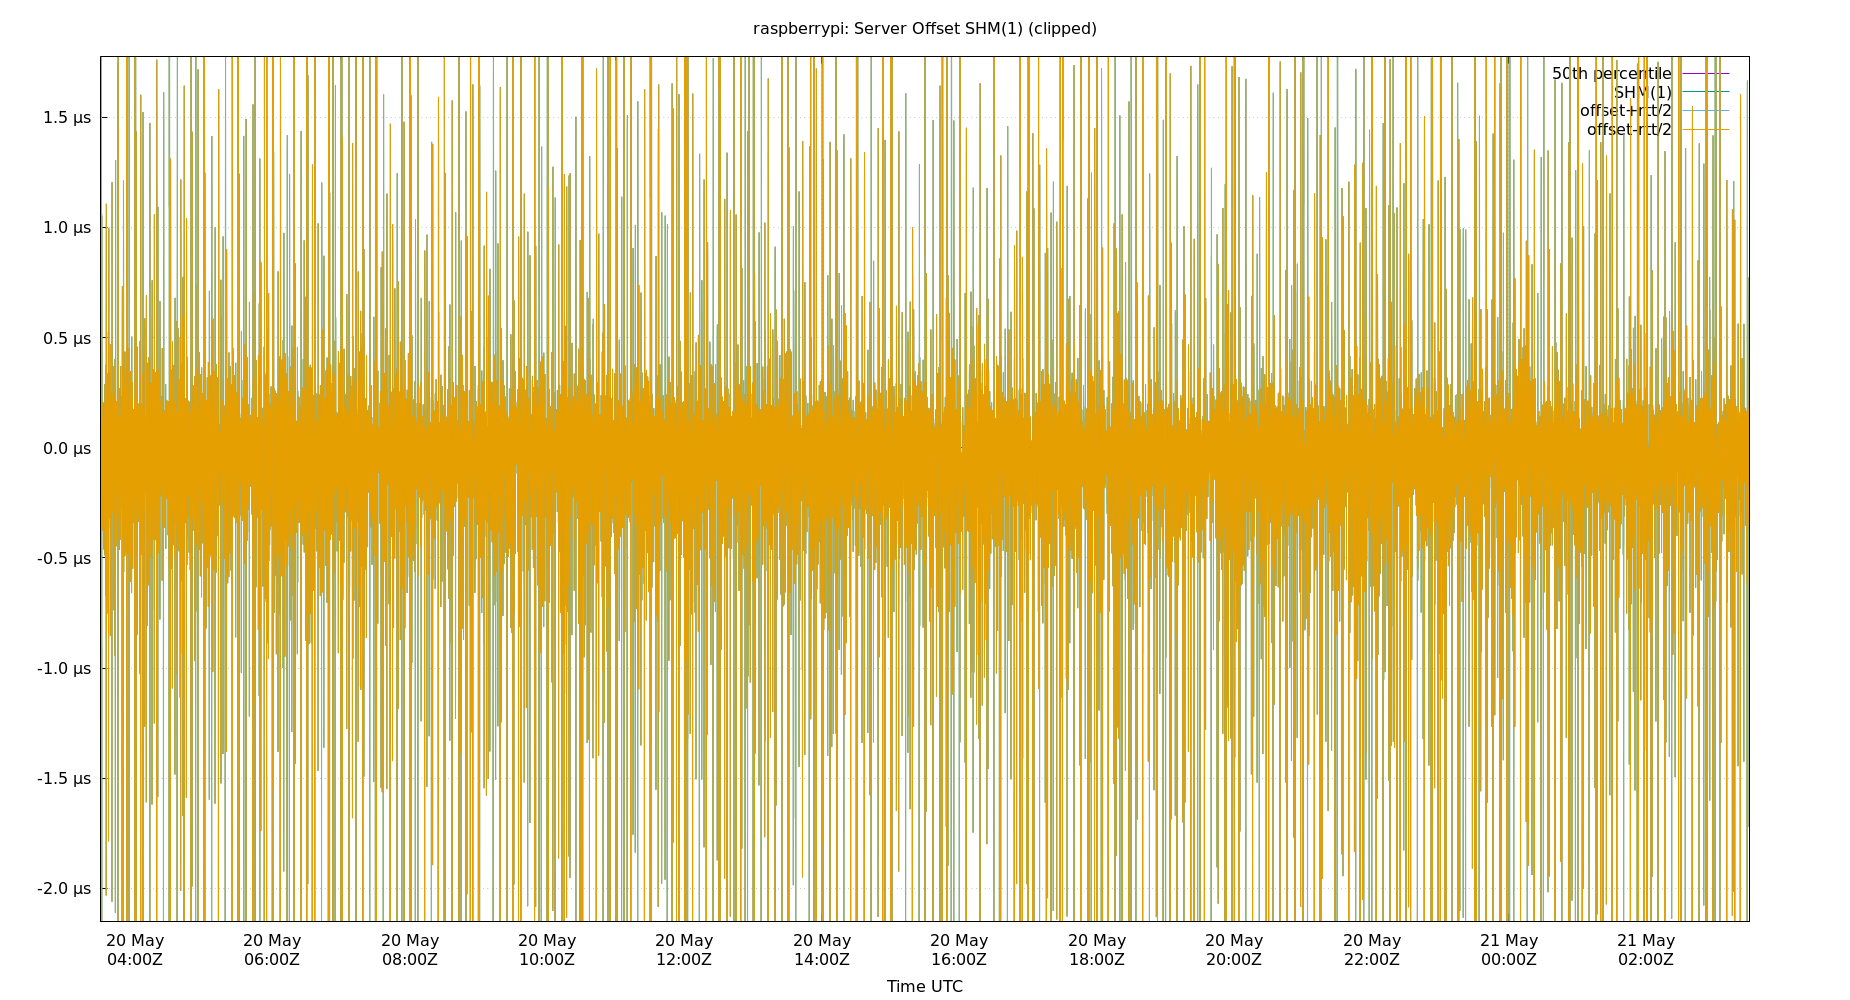 raspberrypi: Server Offset SHM(1) (clipped)
50th percentile
SHM(1)
offset+rtt/2
offset-rtt/2
1.5 µs
1.0 µs
0.5 µs
0.0 µs
-0.5 µs
-1.0 µs
-1.5 µs
-2.0 µs
20 May 20 May 20 May 20 May 20 May 20 May 20 May 20 May 20 May 20 May 21 May 21 May
04:00Z 06:00Z 08:00Z 10:00Z 12:00Z 14:00Z 16:00Z 18:00Z 20:00Z 22:00Z 00:00Z 02:00Z
Time UTC